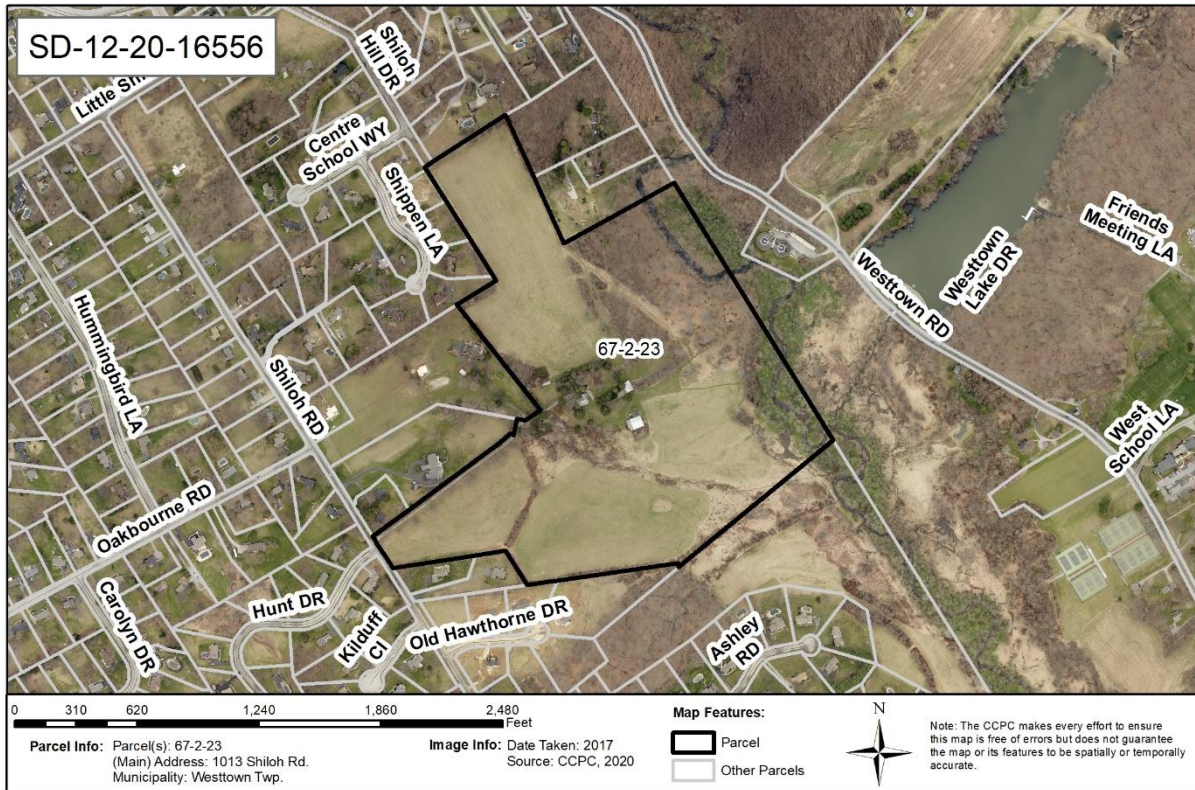 SD-12-20-16556
Shiloh
Hill DR
Centre
School WY
Shippen LA
Friends
Meeting LA
Westtown
Lake DR
Westtown RD
Hummingbird LA
Shiloh RD
67-2-23
West
School LA
Oakbourne RD
Carolyn DR
Hunt DR
Kilduff
CI
Old Hawthorne DR
Ashley
RD
0 310 620 1,240 1,860 2,480
Feet
Parcel Info: Parcel(s): 67-2-23
(Main) Address: 1013 Shiloh Rd.
Municipality: Westtown Twp.
Image Info: Date Taken: 2017
Source: CCPC, 2020
Map Features:
Parcel
Other Parcels
N
Note: The CCPC makes every effort to ensure
this map is free of errors but does not guarantee
the map or its features to be spatially or temporally
accurate.